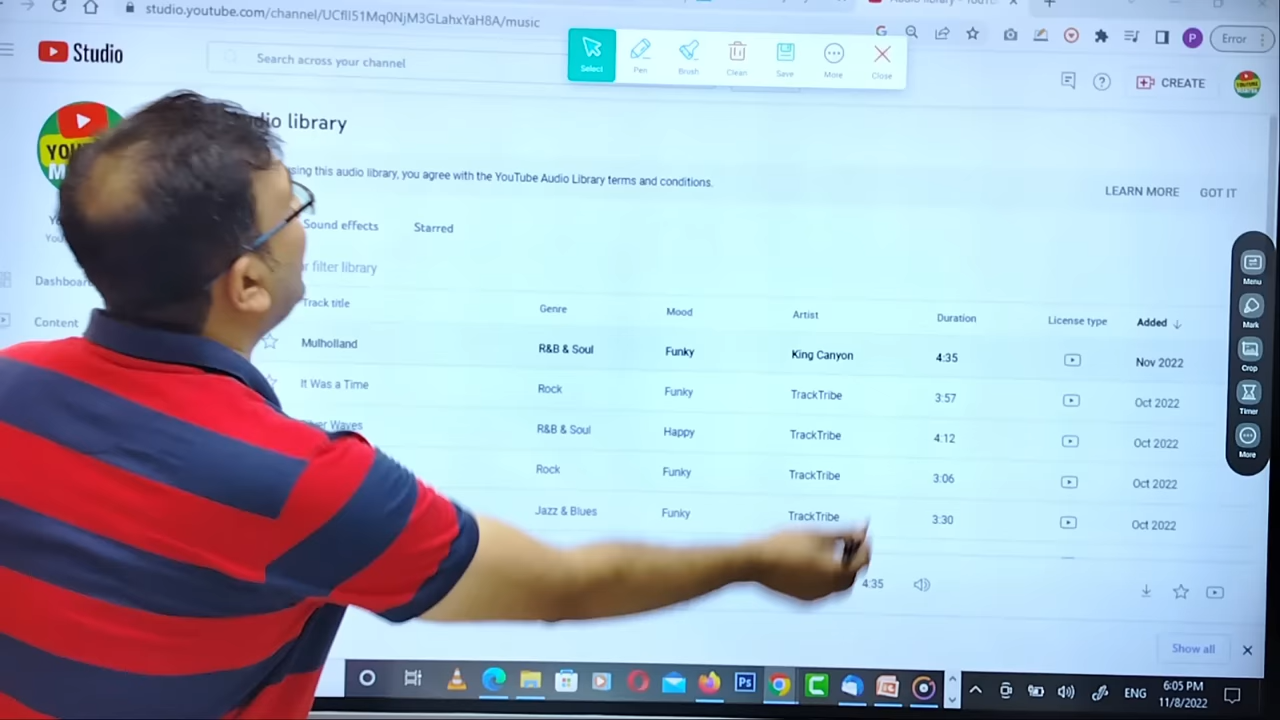 studio.youtube.com/channel/UCfII51Mq0NjM3GLahxYaH8A/music
Error
Studio
Search across your channel
Select
Pen
Brush
Clean
Save
More
Close
CREATE
P
YOU
library
using this audio library, you agree with the YouTube Audio Library terms and conditions.
LEARN MORE
GOT IT
Sound effects
Starred
filter library
Dashboard
Content
Track title
Genre
Mood
Artist
Duration
License type
Added
Mulholland
R&B & Soul
Funky
King Canyon
4:35
Nov 2022
It Was a Time
Rock
Funky
TrackTribe
3:57
Oct 2022
Waves
R&B & Soul
Happy
TrackTribe
4:12
Oct 2022
Rock
Funky
TrackTribe
3:06
Oct 2022
Jazz & Blues
Funky
TrackTribe
3:30
Oct 2022
4:35
Show all
Menu
Mark
Crop
Timer
More
Ps
ENG
6:05 PM
11/8/2022